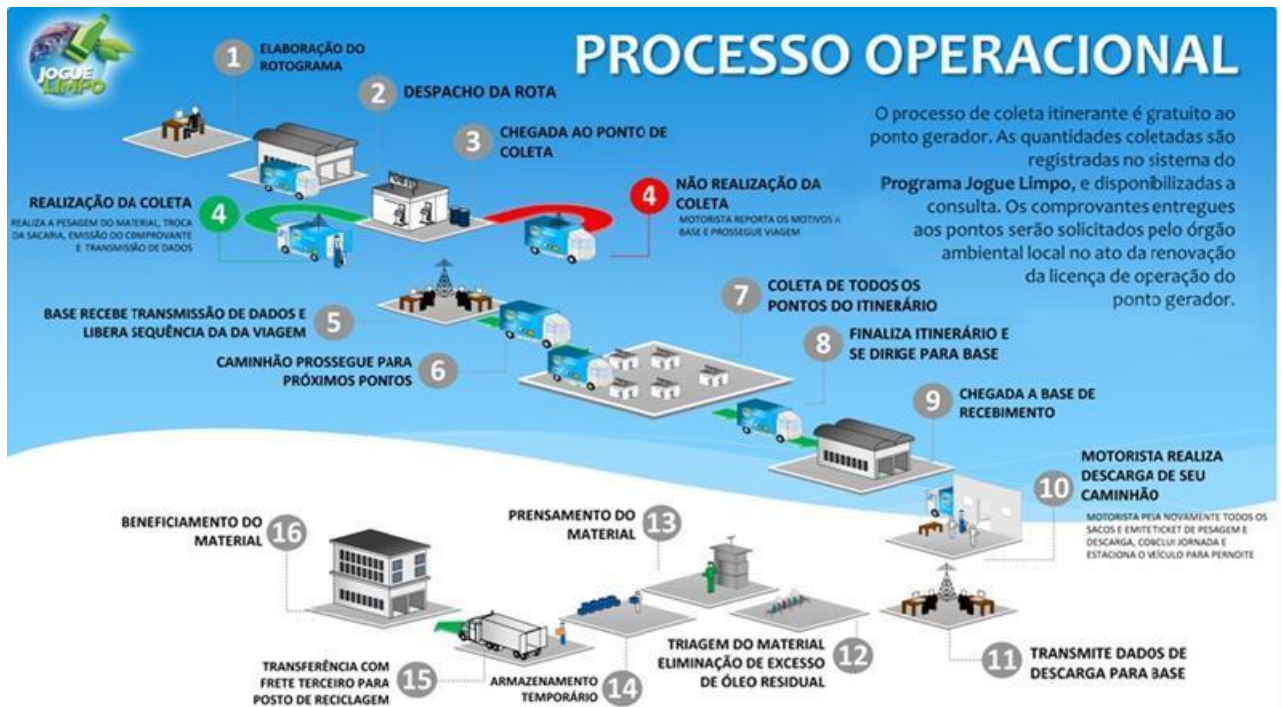 JOGUE
LIMPO
PROCESSO OPERACIONAL
O processo de coleta itinerante é gratuito ao
ponto gerador. As quantidades coletadas são
registradas no sistema do
Programa Jogue Limpo, e disponibilizadas a
consulta. Os comprovantes entregues
aos pontos serão solicitados pelo órgão
ambiental local no ato da renovação
da licença de operação do
ponto gerador.
1
ELABORAÇÃO DO
ROTOGRAMA
2
DESPACHO DA ROTA
3
CHEGADA AO PONTO DE
COLETA
REALIZAÇÃO DA COLETA
4
REALIZA A PESAGEM DO MATERIAL, TROCA
DA SACARIA, EMISSÃO DO COMPROVANTE
E TRANSMISSÃO DE DADOS
4
NÃO REALIZAÇÃO DA
COLETA
MOTORISTA REPORTA OS MOTIVOS A
BASE E PROSSEGUE VIAGEM
BASE RECEBE TRANSMISSÃO DE DADOS E
LIBERA SEQUÊNCIA DA DA VIAGEM
5
CAMINHÃO PROSSEGUE PARA
PRÓXIMOS PONTOS
6
7
COLETA DE TODOS OS
PONTOS DO ITINERÁRIO
8
FINALIZA ITINERÁRIO E
SE DIRIGE PARA BASE
9
CHEGADA A BASE DE
RECEBIMENTO
10
MOTORISTA REALIZA
DESCARGA DE SEU
CAMINHÃO
MOTORISTA PEIA NOVAMENTE TODOS OS
SACOS E EMITE TICKET DE PESAGEM E
DESCARGA, CONCLUI JORNADA E
ESTACIONA O VEÍCULO PARA PERNOITE
11
TRANSMITE DADOS DE
DESCARGA PARA BASE
TRIAGEM DO MATERIAL
ELIMINAÇÃO DE EXCESSO
DE ÓLEO RESIDUAL
12
PRENSAMENTO DO
MATERIAL
13
ARMAZENAMENTO
TEMPORÁRIO
14
TRANSFERÊNCIA COM
FRETE TERCEIRO PARA
POSTO DE RECICLAGEM
15
BENEFICIAMENTO DO
MATERIAL
16